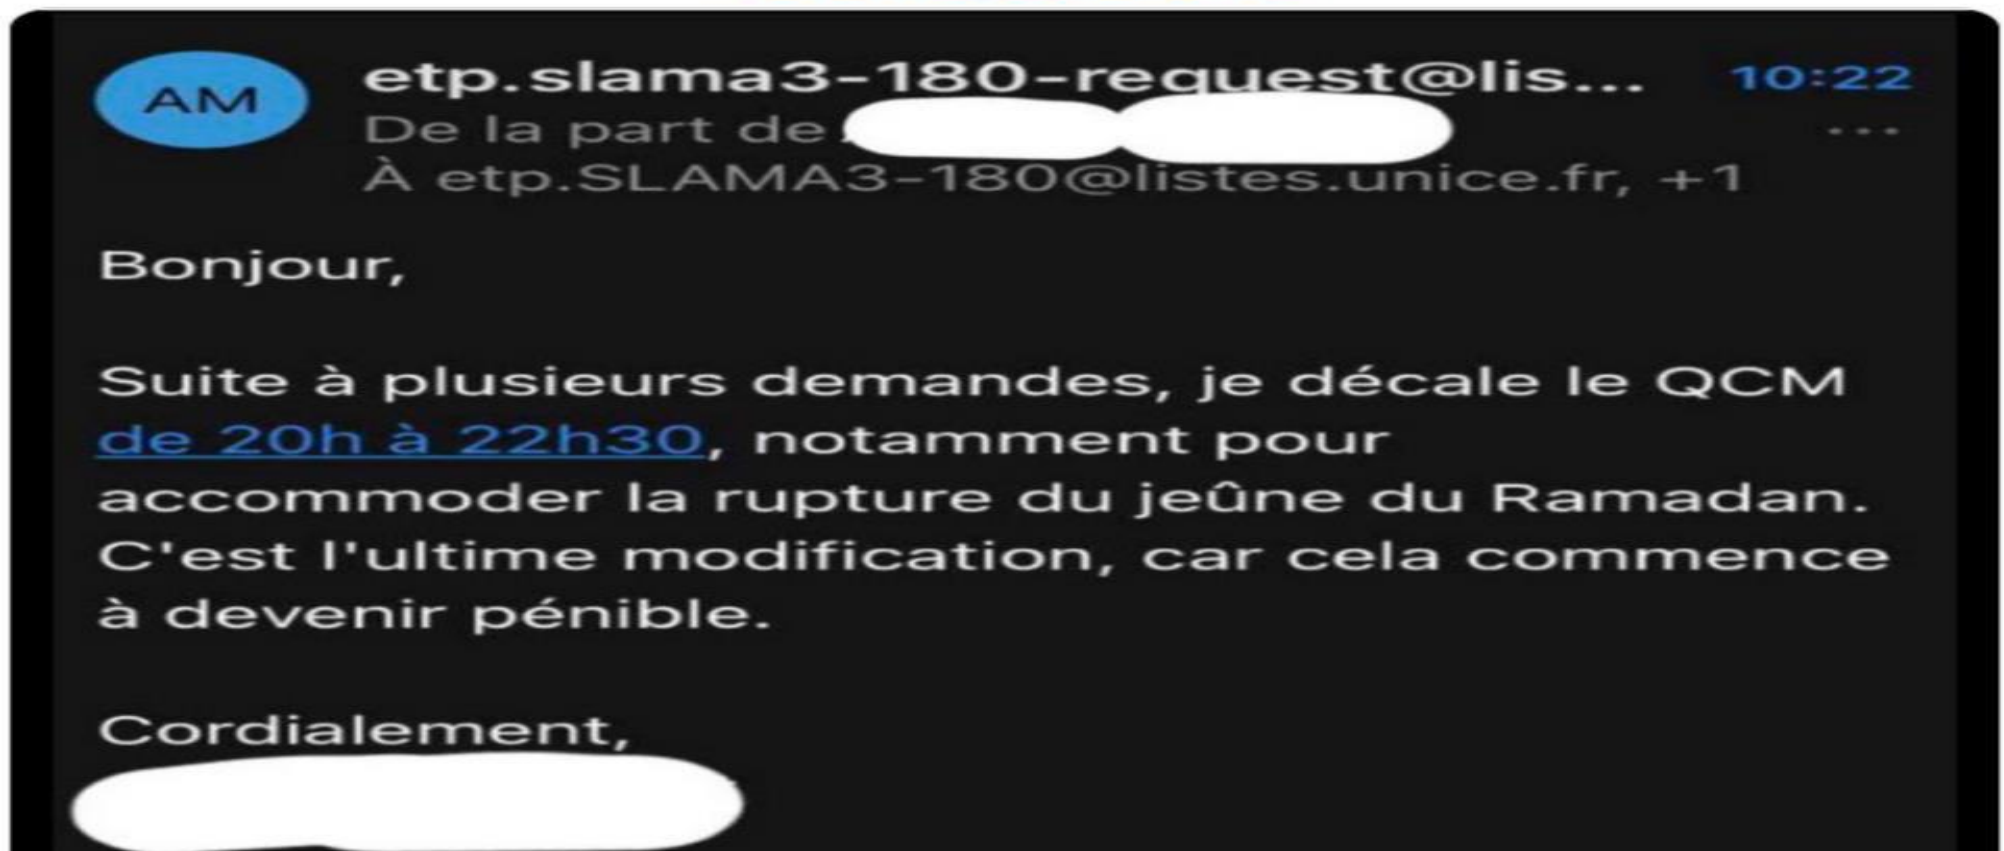 AM
etp.slama3-180-request@lis...
10:22
De la part de
...
À etp.SLAMA3-180@listes.unice.fr, +1
Bonjour,
Suite à plusieurs demandes, je décale le QCM
de 20h à 22h30, notamment pour
accommoder la rupture du jeûne du Ramadan.
C'est l'ultime modification, car cela commence
à devenir pénible.
Cordialement,